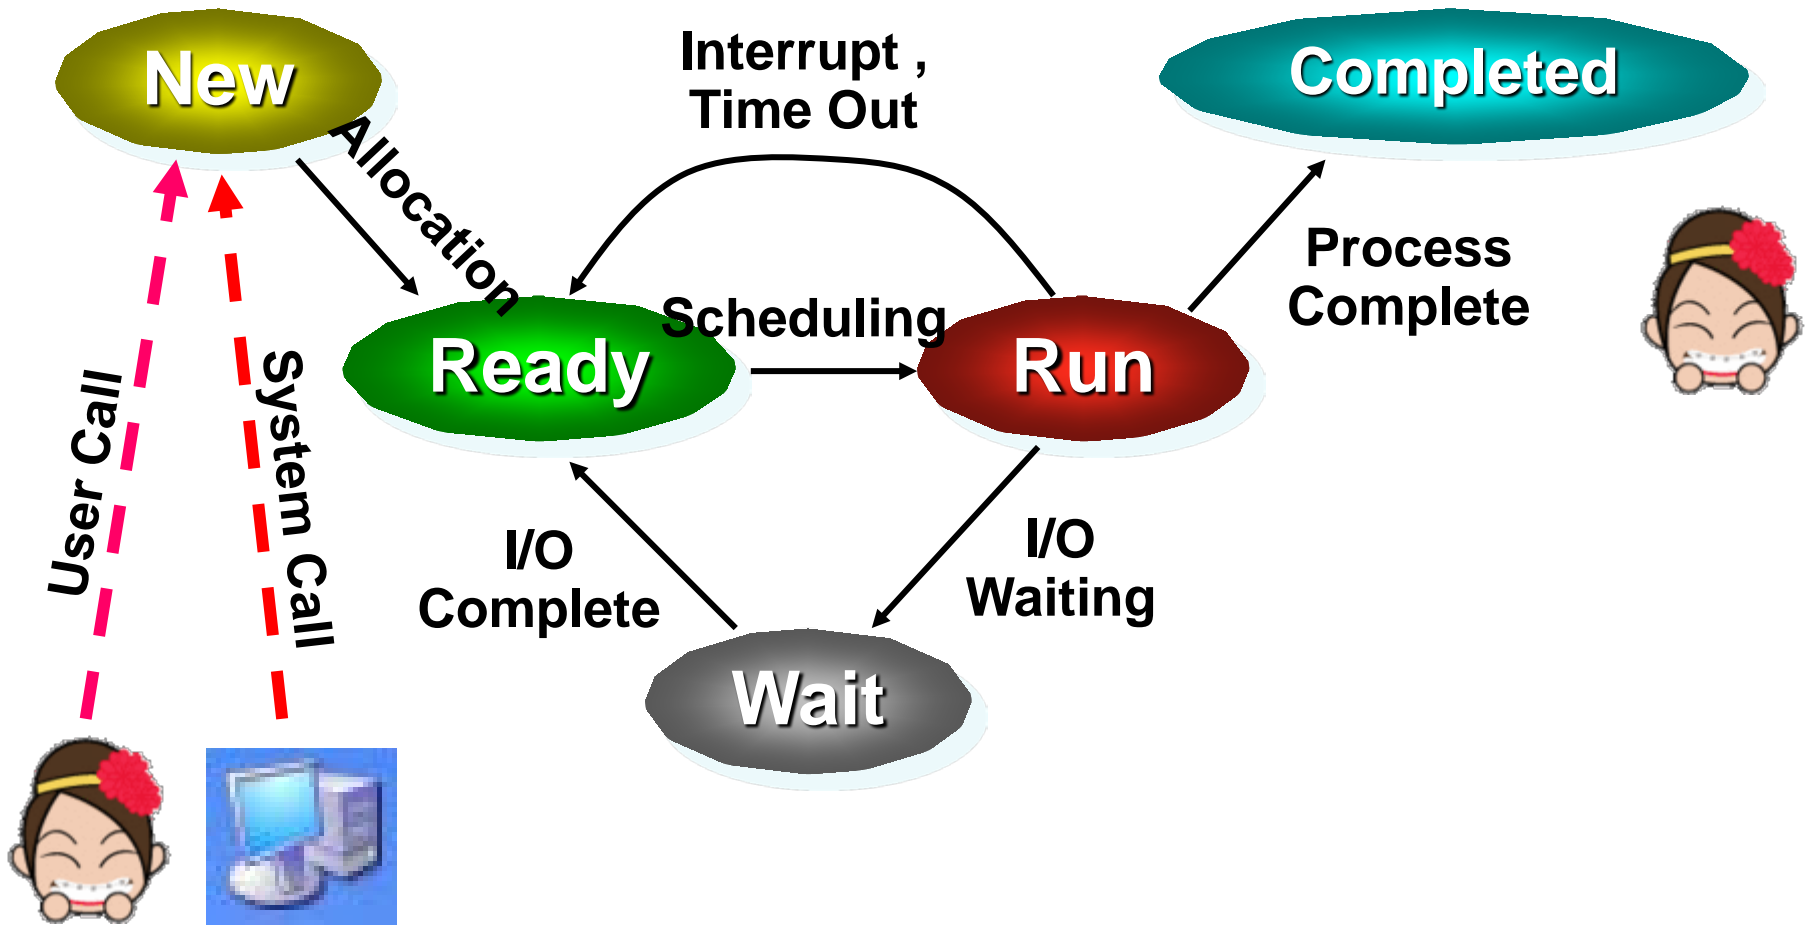 New
Interrupt ,
Time Out
Completed
Allocation
Process
Complete
Scheduling
Ready
Run
User Call
System Call
I/O
Complete
I/O
Waiting
Wait